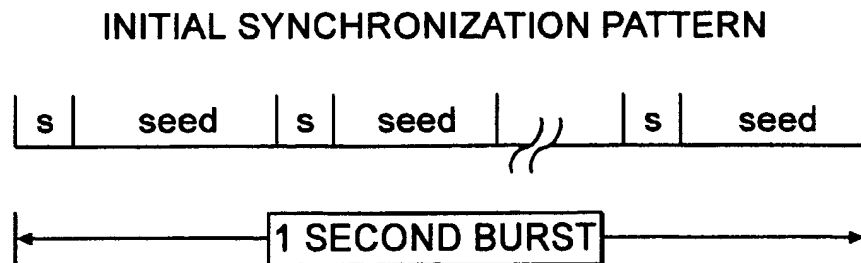 INITIAL SYNCHRONIZATION PATTERN
s seed s seed s seed
1 SECOND BURST